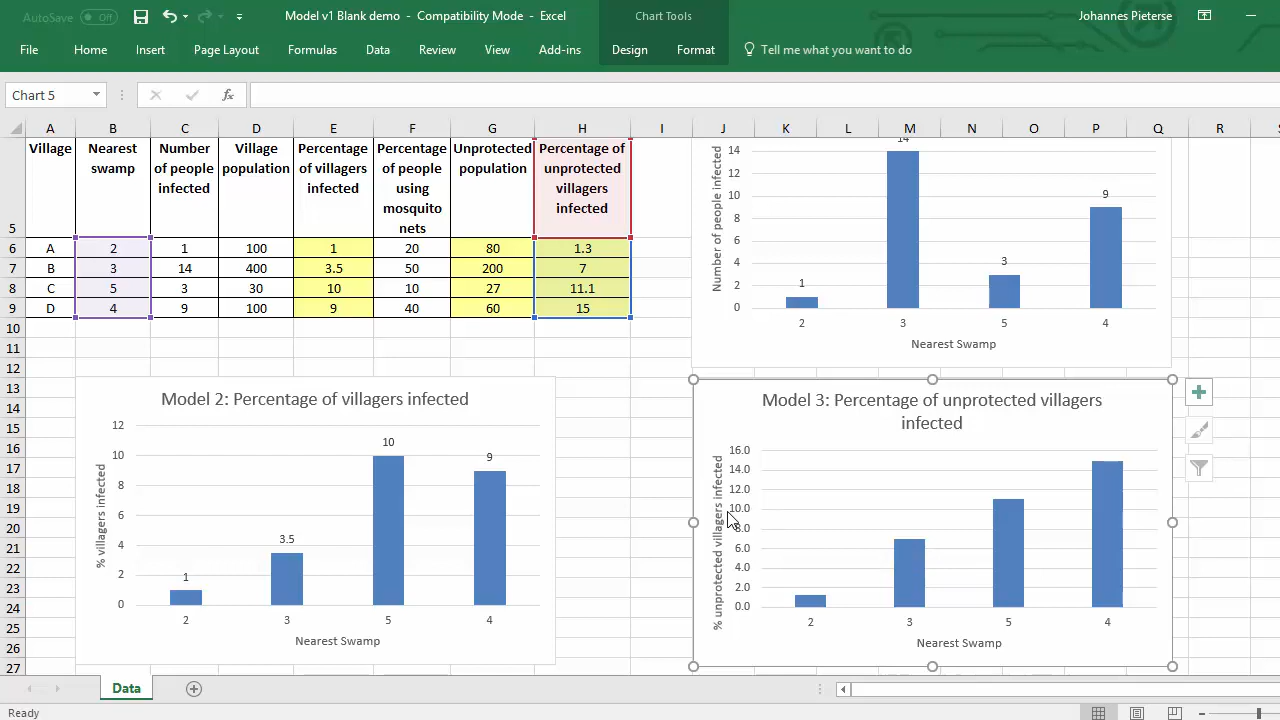 AutoSave Off Model v1 Blank demo - Compatibility Mode - Excel Chart Tools Johannes Pieterse
File Home Insert Page Layout Formulas Data Review View Add-ins Design Format Tell me what you want to do
Chart 5 fx
A B C D E F G H I J K L M N O P Q R
Village Nearest Number Village Percentage Percentage Unprotected Percentage of
swamp of people population of villagers of people population unprotected
infected infected using villagers
mosquito infected
5 nets
6 A 2 1 100 1 20 80 1.3
7 B 3 14 400 3.5 50 200 7
8 C 5 3 30 10 10 27 11.1
9 D 4 9 100 9 40 60 15
10
11
12
13
14
15
16
17
18
19
20
21
22
23
24
25
26
27
Number of people infected
14
12
10
8
6
4
2
0
1 14 3 9
2 3 5 4
Nearest Swamp
Model 2: Percentage of villagers infected
% villagers infected
12
10
8
6
4
2
0
1 3.5 10 9
2 3 5 4
Nearest Swamp
Model 3: Percentage of unprotected villagers
infected
% unprotected villagers infected
16.0
14.0
12.0
10.0
8.0
6.0
4.0
2.0
0.0
2 3 5 4
Nearest Swamp
Data
Ready